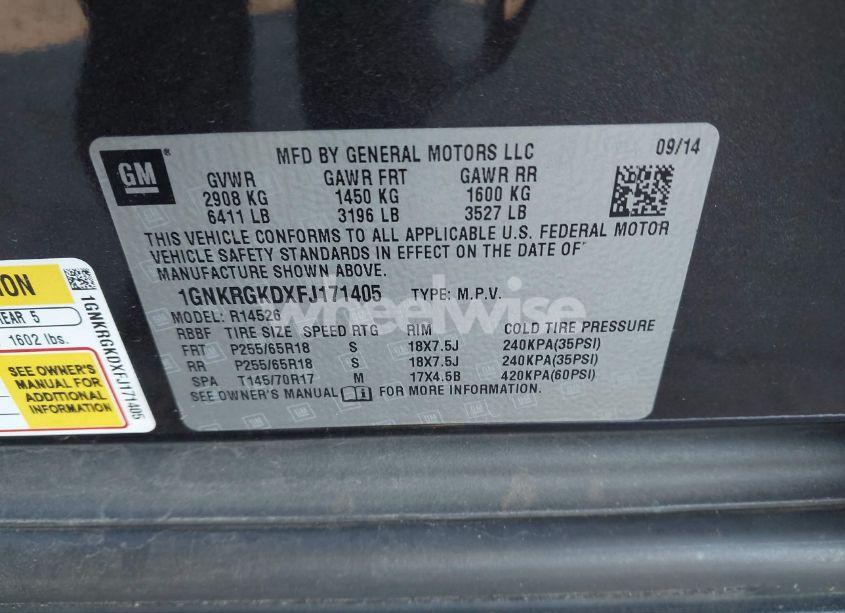 GM
MFD BY GENERAL MOTORS LLC 09/14
GVWR GAWR FRT GAWR RR
2908 KG 1450 KG 1600 KG
6411 LB 3196 LB 3527 LB
THIS VEHICLE CONFORMS TO ALL APPLICABLE U.S. FEDERAL MOTOR
VEHICLE SAFETY STANDARDS IN EFFECT ON THE DATE OF
MANUFACTURE SHOWN ABOVE.
1GNKRGKDXFJ171405 TYPE: M.P.V.
MODEL: R14526
RBBF TIRE SIZE SPEED RTG RIM COLD TIRE PRESSURE
FRT P255/65R18 S 18X7.5J 240KPA(35PSI)
RR P255/65R18 S 18X7.5J 240KPA(35PSI)
SPA T145/70R17 M 17X4.5B 420KPA(60PSI)
SEE OWNER'S MANUAL FOR MORE INFORMATION.
wheelwise
ION
REAR 5
1602 lbs.
SEE OWNER'S
MANUAL FOR
ADDITIONAL
INFORMATION
1GNKRGKDXFJ171405